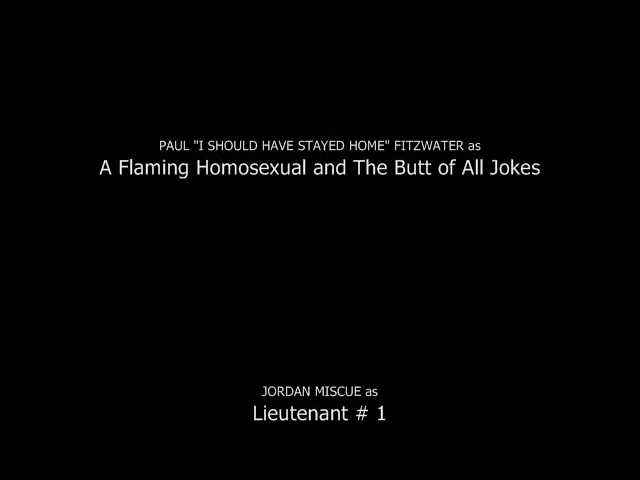 PAUL "I SHOULD HAVE STAYED HOME" FITZWATER as
A Flaming Homosexual and The Butt of All Jokes
JORDAN MISCUE as
Lieutenant # 1